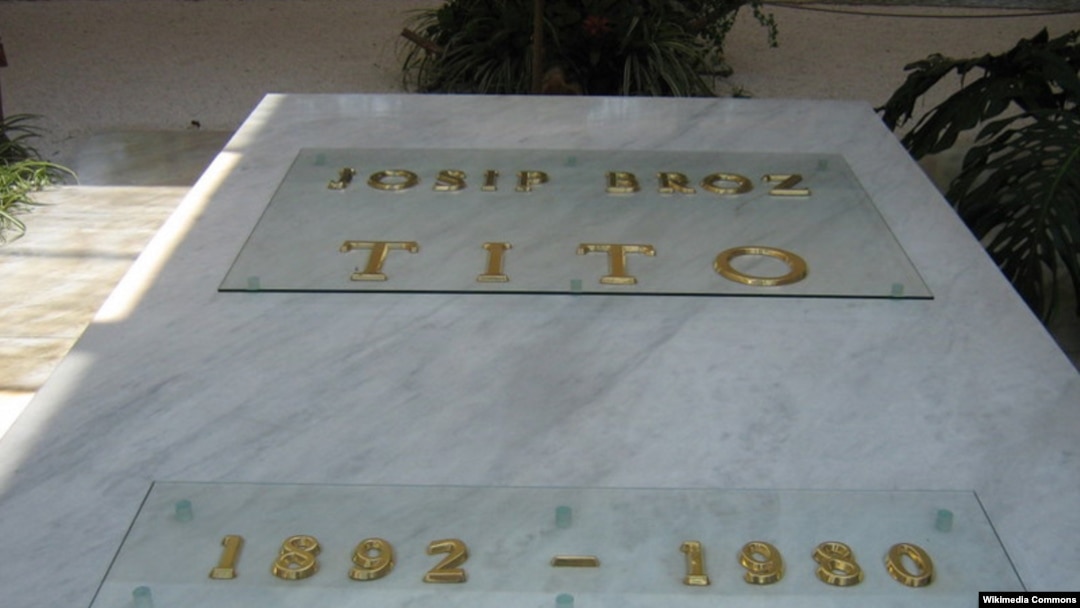 JOSIP BROZ
TITO
1892 – 1980
Wikimedia Commons